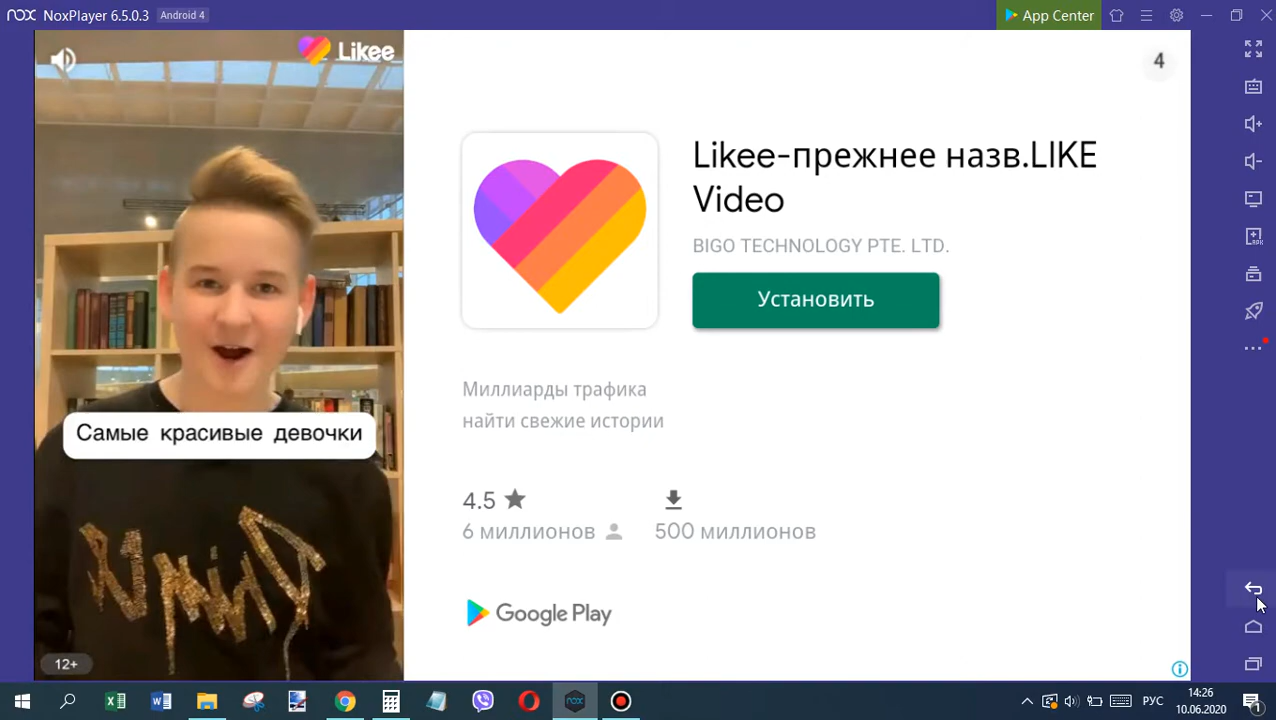 NoxPlayer 6.5.0.3 Android 4
App Center
Likee
4
Likee-прежнее назв.LIKE
Video
BIGO TECHNOLOGY PTE. LTD.
Установить
Миллиарды трафика
найти свежие истории
Самые красивые девочки
4.5
6 миллионов
500 миллионов
Google Play
12+
РУС
14:26
10.06.2020
1